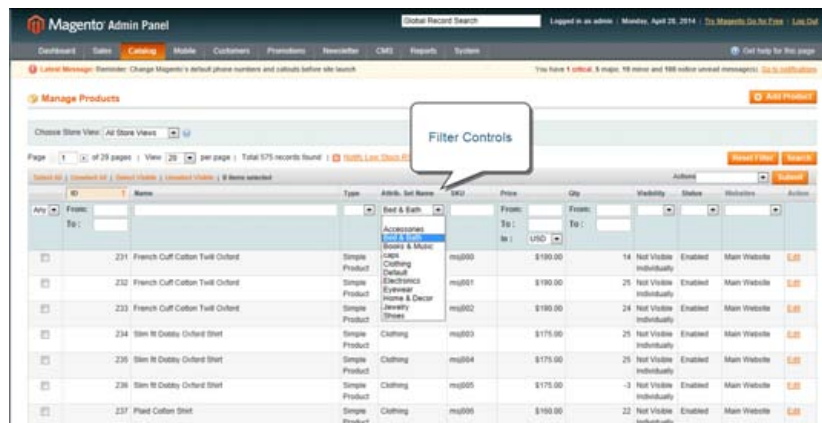 Magento® Admin Panel
Global Record Search
Logged in as admin | Monday, April 28, 2014 | Try Magento Go for Free | Log Out
Dashboard Sales Catalog Mobile Customers Promotions Newsletter CMS Reports System
Get help for this page
Latest Message: Reminder: Change Magento's default phone numbers and callouts before site launch
You have 1 critical, 5 major, 10 minor and 100 notice unread message(s). Go to notifications
Manage Products
Add Product
Choose Store View: All Store Views
Filter Controls
Page 1 of 29 pages | View 20 per page | Total 575 records found | Notify Low Stock
Reset Filter Search
Select All | Unselect All | Select Visible | Unselect Visible | 0 items selected
Actions Submit
ID Name Type Attrib. Set Name SKU Price Qty Visibility Status Websites Action
Any From: Bed & Bath From: From:
To: To: To:
In: USD
Accessories
Bed & Bath
Books & Music
caps
Clothing
Default
Electronics
Eyewear
Home & Decor
Jewelry
Shoes
231 French Cuff Cotton Twill Oxford Simple Product msj000 $190.00 14 Not Visible Individually Enabled Main Website Edit
232 French Cuff Cotton Twill Oxford Simple Product msj001 $190.00 25 Not Visible Individually Enabled Main Website Edit
233 French Cuff Cotton Twill Oxford Simple Product msj002 $190.00 24 Not Visible Individually Enabled Main Website Edit
234 Slim fit Dobby Oxford Shirt Simple Product Clothing msj003 $175.00 25 Not Visible Individually Enabled Main Website Edit
235 Slim fit Dobby Oxford Shirt Simple Product Clothing msj004 $175.00 25 Not Visible Individually Enabled Main Website Edit
236 Slim fit Dobby Oxford Shirt Simple Product Clothing msj005 $175.00 -3 Not Visible Individually Enabled Main Website Edit
237 Plaid Cotton Shirt Simple Product Clothing msj006 $160.00 22 Not Visible Individually Enabled Main Website Edit